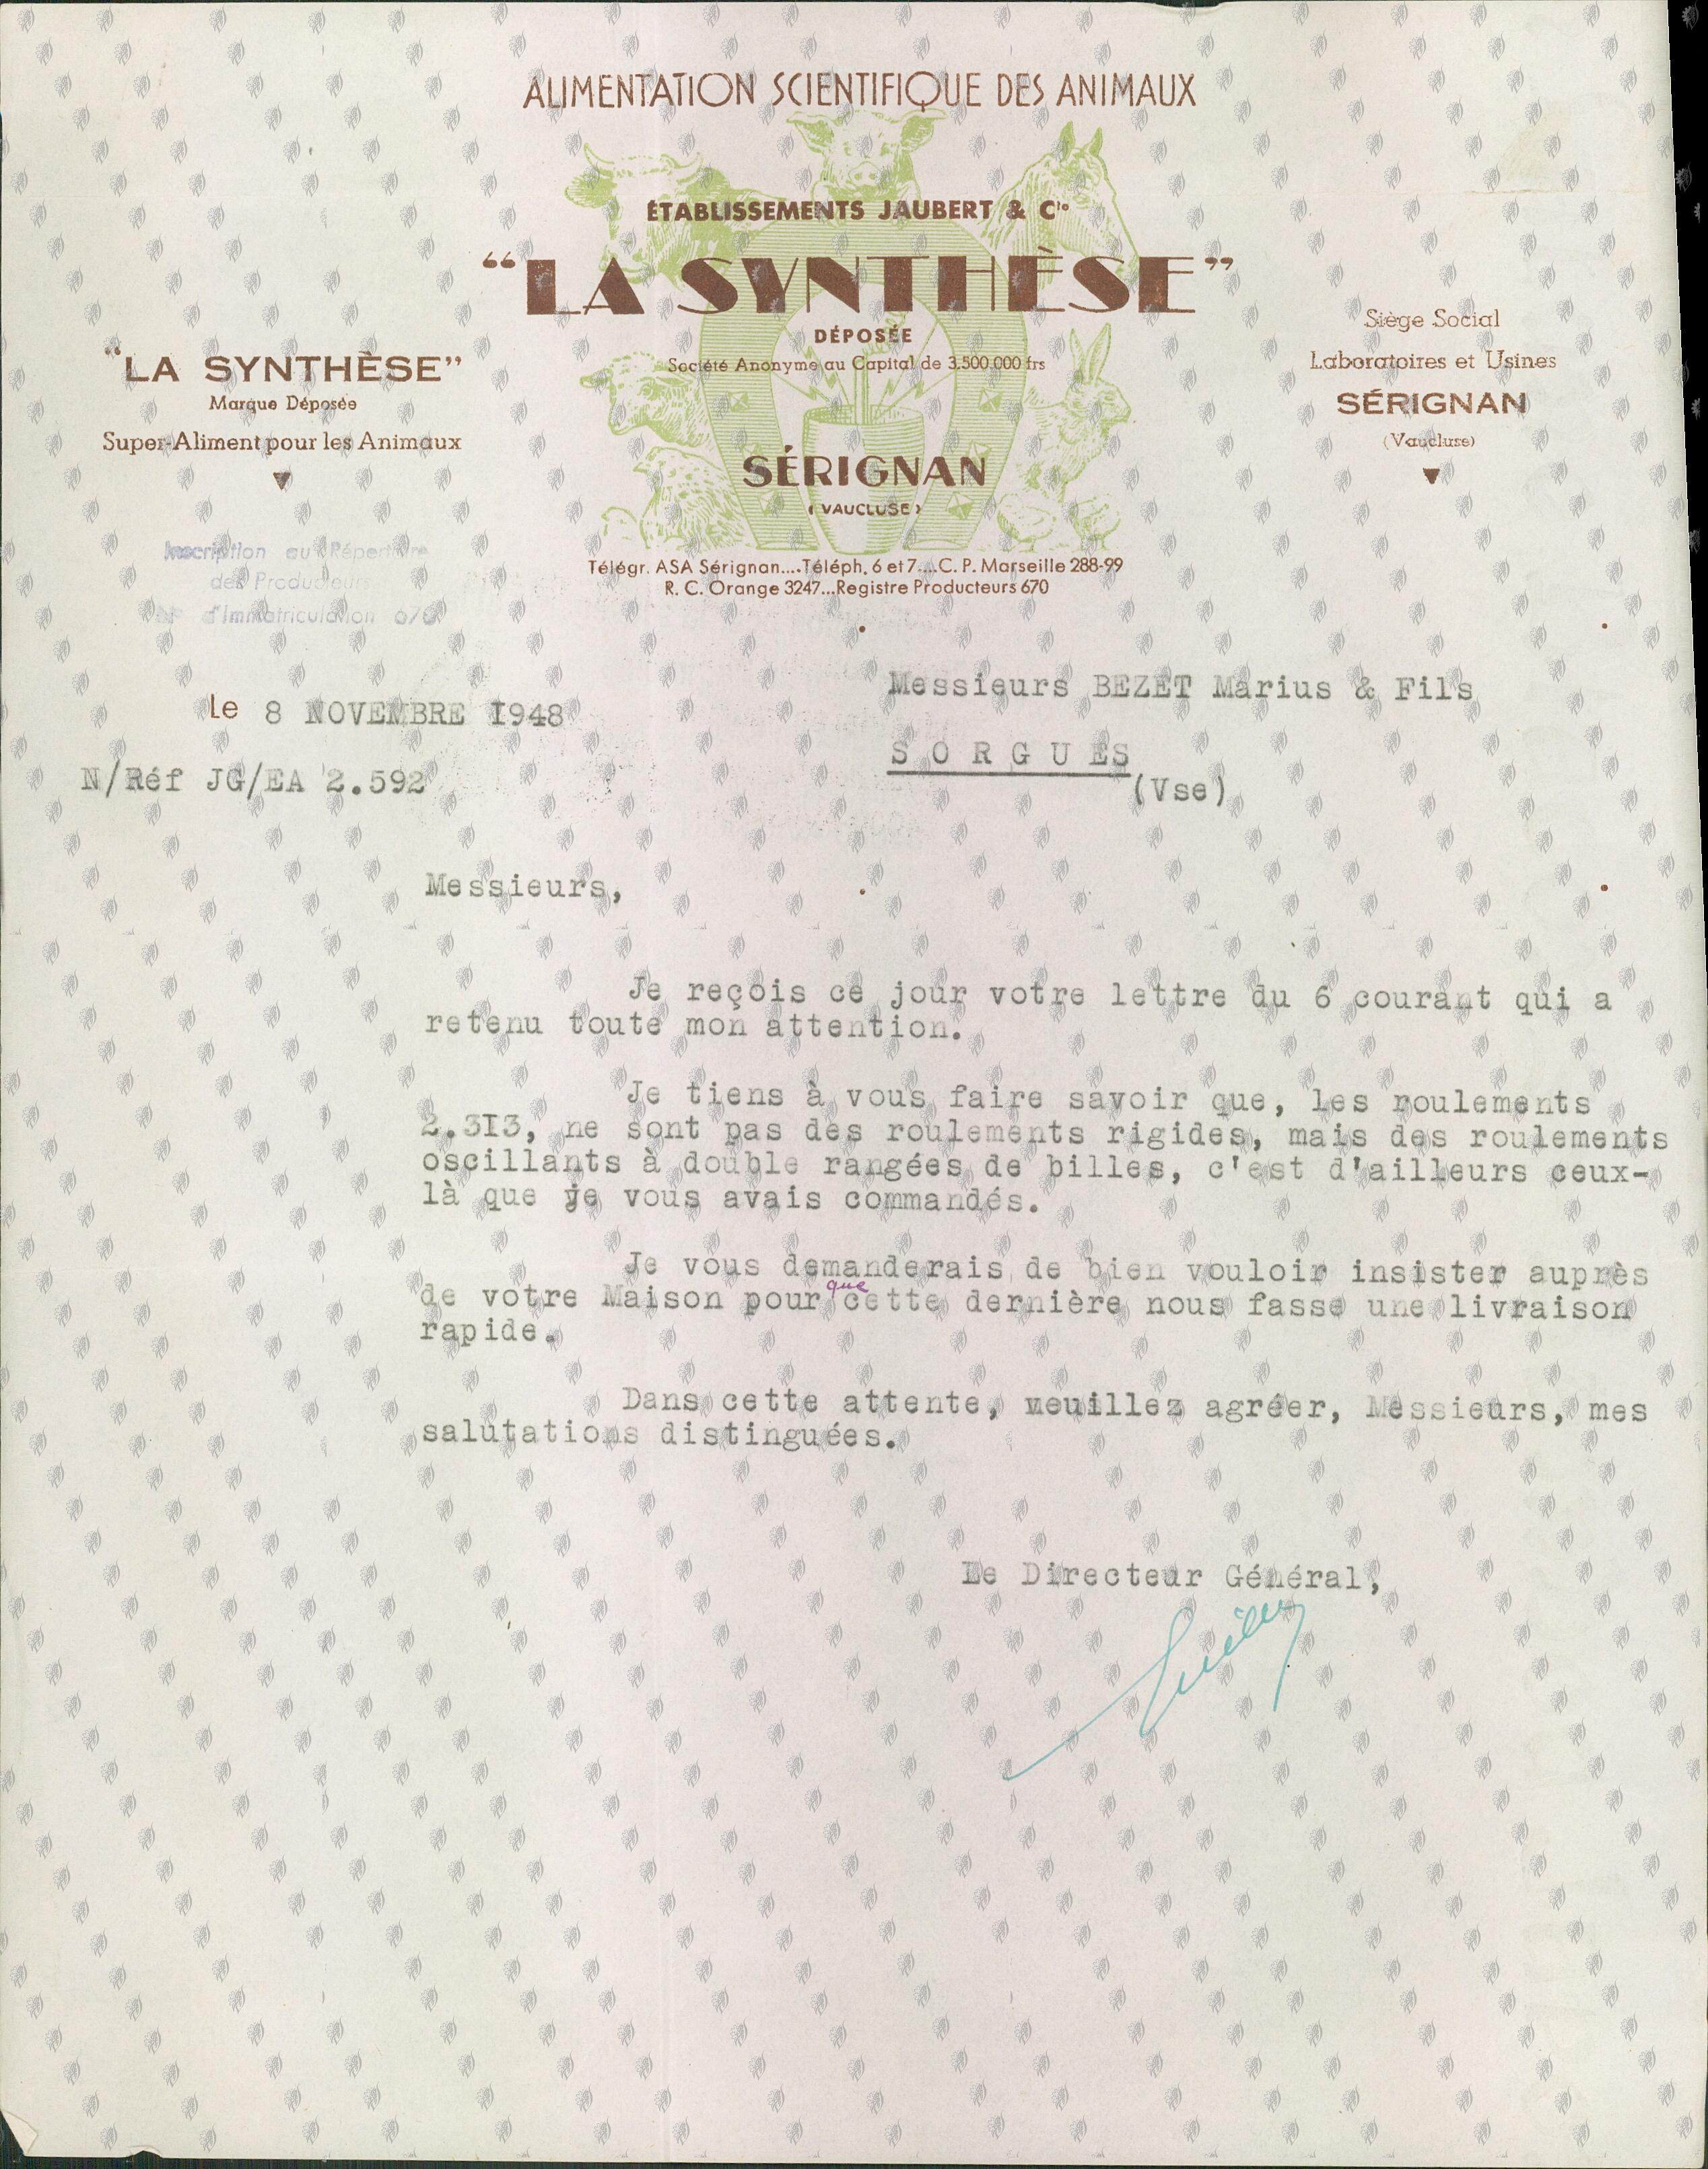 ALIMENTATION SCIENTIFIQUE DES ANIMAUX
ÉTABLISSEMENTS JAUBERT & Cie
“LA SYNTHÈSE”
DÉPOSÉE
Société Anonyme au Capital de 3.500.000 frs
SÉRIGNAN
(VAUCLUSE)
Télégr. ASA Sérignan....Téléph. 6 et 7....C. P. Marseille 288-99
R. C. Orange 3247...Registre Producteurs 670
“LA SYNTHÈSE”
Marque Déposée
Super-Aliment pour les Animaux
Siège Social
Laboratoires et Usines
SÉRIGNAN
(Vaucluse)
Inscription au Répertoire
des Producteurs
N° d'Immatriculation 670
Messieurs BEZET Marius & Fils
S O R G U ES
(Vse)
Le 8 NOVEMBRE I948
N/Réf JG/EA 2.592
Messieurs,
Je reçois ce jour votre lettre du 6 courant qui a
retenu toute mon attention.
Je tiens à vous faire savoir que, les roulements
2.3I3, ne sont pas des roulements rigides, mais des roulements
oscillants à double rangées de billes, c'est d'ailleurs ceux-
là que je vous avais commandés.
Je vous demanderais de bien vouloir insister auprès
de votre Maison pour que cette dernière nous fasse une livraison
rapide.
Dans cette attente, veuillez agréer, Messieurs, mes
salutations distinguées.
Le Directeur Général,